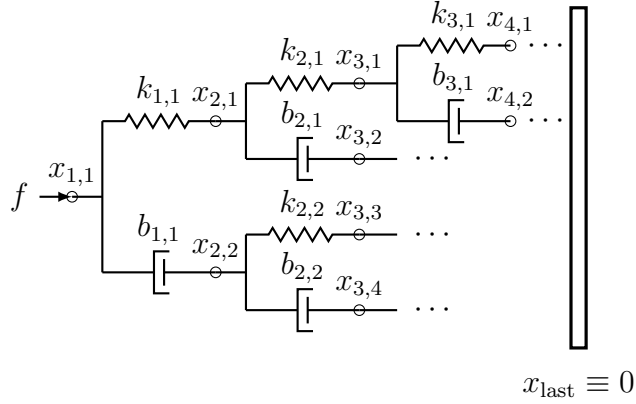 k_{3,1} x_{4,1}
k_{2,1} x_{3,1} ...
b_{3,1} x_{4,2}
k_{1,1} x_{2,1} ...
b_{2,1} x_{3,2}
...
x_{1,1}
f
k_{2,2} x_{3,3}
b_{1,1} x_{2,2} ...
b_{2,2} x_{3,4}
...
x_{last} ≡ 0